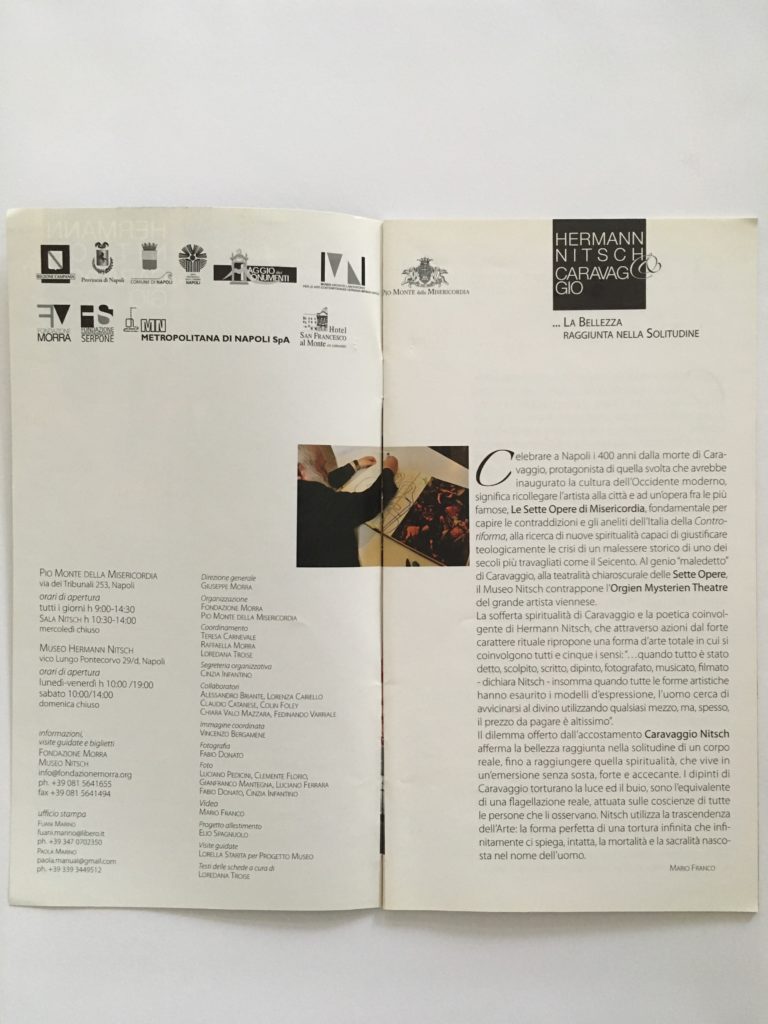 REGIONE CAMPANIA
Provincia di Napoli
COMUNE DI NAPOLI
NAPOLI
MAGGIO DEI MONUMENTI
FONDAZIONE
MORRA
FONDAZIONE
SERPONE
MN
METROPOLITANA DI NAPOLI SpA
Hotel
SAN FRANCESCO
al Monte
PIO MONTE DELLA MISERICORDIA
via dei Tribunali 253, Napoli
orari di apertura
tutti i giorni h 9:00-14:30
SALA NITSCH h 10:30-14:00
mercoledì chiuso
MUSEO HERMANN NITSCH
vico Lungo Pontecorvo 29/d, Napoli
orari di apertura
lunedì-venerdì h 10:00 /19:00
sabato 10:00/14:00
domenica chiuso
informazioni,
visite guidate e biglietti
FONDAZIONE MORRA
MUSEO NITSCH
info@fondazionemorra.org
ph. +39 081 5641655
fax +39 081 5641494
ufficio stampa
FUANI MARINO
fuani.marino@libero.it
ph. +39 347 0702350
PAOLA MARINO
paola.manual@gmail.com
ph. +39 339 3449512
Direzione generale
GIUSEPPE MORRA
Organizzazione
FONDAZIONE MORRA
PIO MONTE DELLA MISERICORDIA
Coordinamento
TERESA CARNEVALE
RAFFAELLA MORRA
LOREDANA TROISE
Segreteria organizzativa
CINZIA INFANTINO
Collaboratori
ALESSANDRO BRIANTE, LORENZA CARIELLO
CLAUDIO CATANESE, COLIN FOLEY
CHIARA VALCI MAZZARA, FEDINANDO VARRIALE
Immagine coordinata
VINCENZO BERGAMENE
Fotografia
FABIO DONATO
Foto
LUCIANO PEDICINI, CLEMENTE FLORIO,
GIANFRANCO MANTEGNA, LUCIANO FERRARA
FABIO DONATO, CINZIA INFANTINO
Video
MARIO FRANCO
Progetto allestimento
ELIO SPAGNUOLO
Visite guidate
LORELLA STARITA per PROGETTO MUSEO
Testi delle schede a cura di
LOREDANA TROISE
PIO MONTE della MISERICORDIA
HERMANN
NITSCH
&
CARAVAG
GIO
... LA BELLEZZA
RAGGIUNTA NELLA SOLITUDINE
Celebrare a Napoli i 400 anni dalla morte di Cara-
vaggio, protagonista di quella svolta che avrebbe
inaugurato la cultura dell'Occidente moderno,
significa ricollegare l'artista alla città e ad un'opera fra le più
famose, Le Sette Opere di Misericordia, fondamentale per
capire le contraddizioni e gli aneliti dell'Italia della Contro-
riforma, alla ricerca di nuove spiritualità capaci di giustificare
teologicamente le crisi di un malessere storico di uno dei
secoli più travagliati come il Seicento. Al genio "maledetto"
di Caravaggio, alla teatralità chiaroscurale delle Sette Opere,
il Museo Nitsch contrappone l'Orgien Mysterien Theatre
del grande artista viennese.
La sofferta spiritualità di Caravaggio e la poetica coinvol-
gente di Hermann Nitsch, che attraverso azioni dal forte
carattere rituale ripropone una forma d'arte totale in cui si
coinvolgono tutti e cinque i sensi: "...quando tutto è stato
detto, scolpito, scritto, dipinto, fotografato, musicato, filmato
- dichiara Nitsch - insomma quando tutte le forme artistiche
hanno esaurito i modelli d'espressione, l'uomo cerca di
avvicinarsi al divino utilizzando qualsiasi mezzo, ma, spesso,
il prezzo da pagare è altissimo".
Il dilemma offerto dall'accostamento Caravaggio Nitsch
afferma la bellezza raggiunta nella solitudine di un corpo
reale, fino a raggiungere quella spiritualità, che vive in
un'emersione senza sosta, forte e accecante. I dipinti di
Caravaggio torturano la luce ed il buio, sono l'equivalente
di una flagellazione reale, attuata sulle coscienze di tutte
le persone che li osservano. Nitsch utilizza la trascendenza
dell'Arte: la forma perfetta di una tortura infinita che infi-
nitamente ci spiega, intatta, la mortalità e la sacralità nasco-
sta nel nome dell'uomo.
MARIO FRANCO